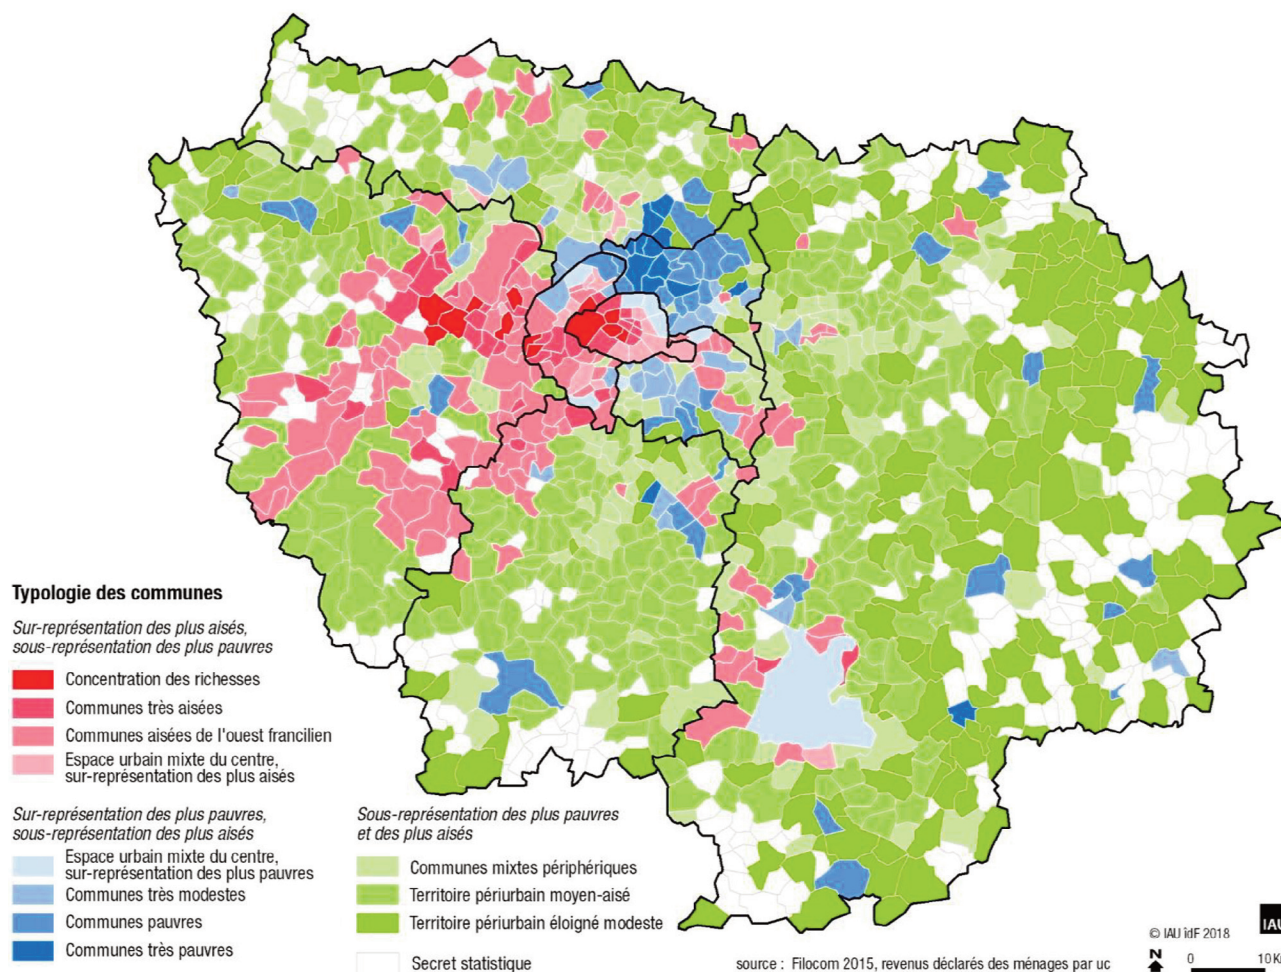 Typologie des communes
Sur-représentation des plus aisés,
sous-représentation des plus pauvres
Concentration des richesses
Communes très aisées
Communes aisées de l'ouest francilien
Espace urbain mixte du centre,
sur-représentation des plus aisés
Sur-représentation des plus pauvres,
sous-représentation des plus aisés
Espace urbain mixte du centre,
sur-représentation des plus pauvres
Communes très modestes
Communes pauvres
Communes très pauvres
Sous-représentation des plus pauvres
et des plus aisés
Communes mixtes périphériques
Territoire périurbain moyen-aisé
Territoire périurbain éloigné modeste
Secret statistique
source : Filocom 2015, revenus déclarés des ménages par uc
© IAU îdF 2018
IAU
N
0 10 K